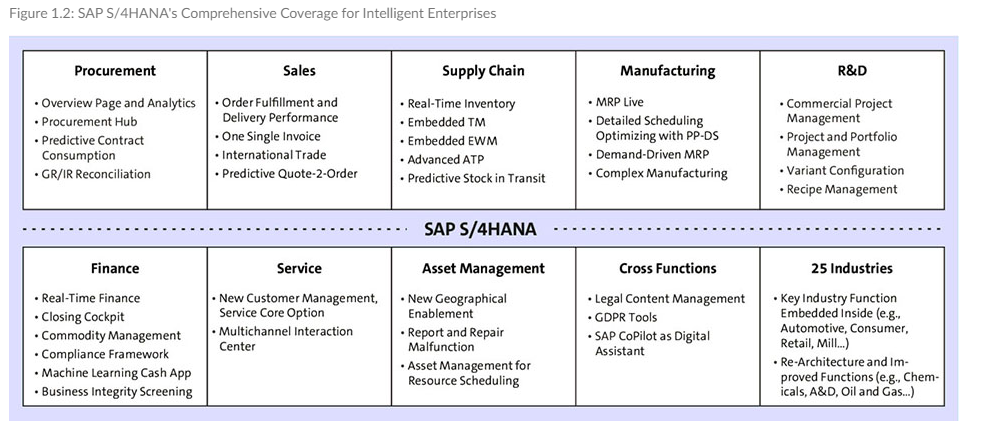 Figure 1.2: SAP S/4HANA's Comprehensive Coverage for Intelligent Enterprises
Procurement
• Overview Page and Analytics
• Procurement Hub
• Predictive Contract
Consumption
• GR/IR Reconciliation
Sales
• Order Fulfillment and
Delivery Performance
• One Single Invoice
• International Trade
• Predictive Quote-2-Order
Supply Chain
• Real-Time Inventory
• Embedded TM
• Embedded EWM
• Advanced ATP
• Predictive Stock in Transit
Manufacturing
• MRP Live
• Detailed Scheduling
Optimizing with PP-DS
• Demand-Driven MRP
• Complex Manufacturing
R&D
• Commercial Project
Management
• Project and Portfolio
Management
• Variant Configuration
• Recipe Management
SAP S/4HANA
Finance
• Real-Time Finance
• Closing Cockpit
• Commodity Management
• Compliance Framework
• Machine Learning Cash App
• Business Integrity Screening
Service
• New Customer Management,
Service Core Option
• Multichannel Interaction
Center
Asset Management
• New Geographical
Enablement
• Report and Repair
Malfunction
• Asset Management for
Resource Scheduling
Cross Functions
• Legal Content Management
• GDPR Tools
• SAP CoPilot as Digital
Assistant
25 Industries
• Key Industry Function
Embedded Inside (e.g.,
Automotive, Consumer,
Retail, Mill...)
• Re-Architecture and Im-
proved Functions (e.g., Chem-
icals, A&D, Oil and Gas...)